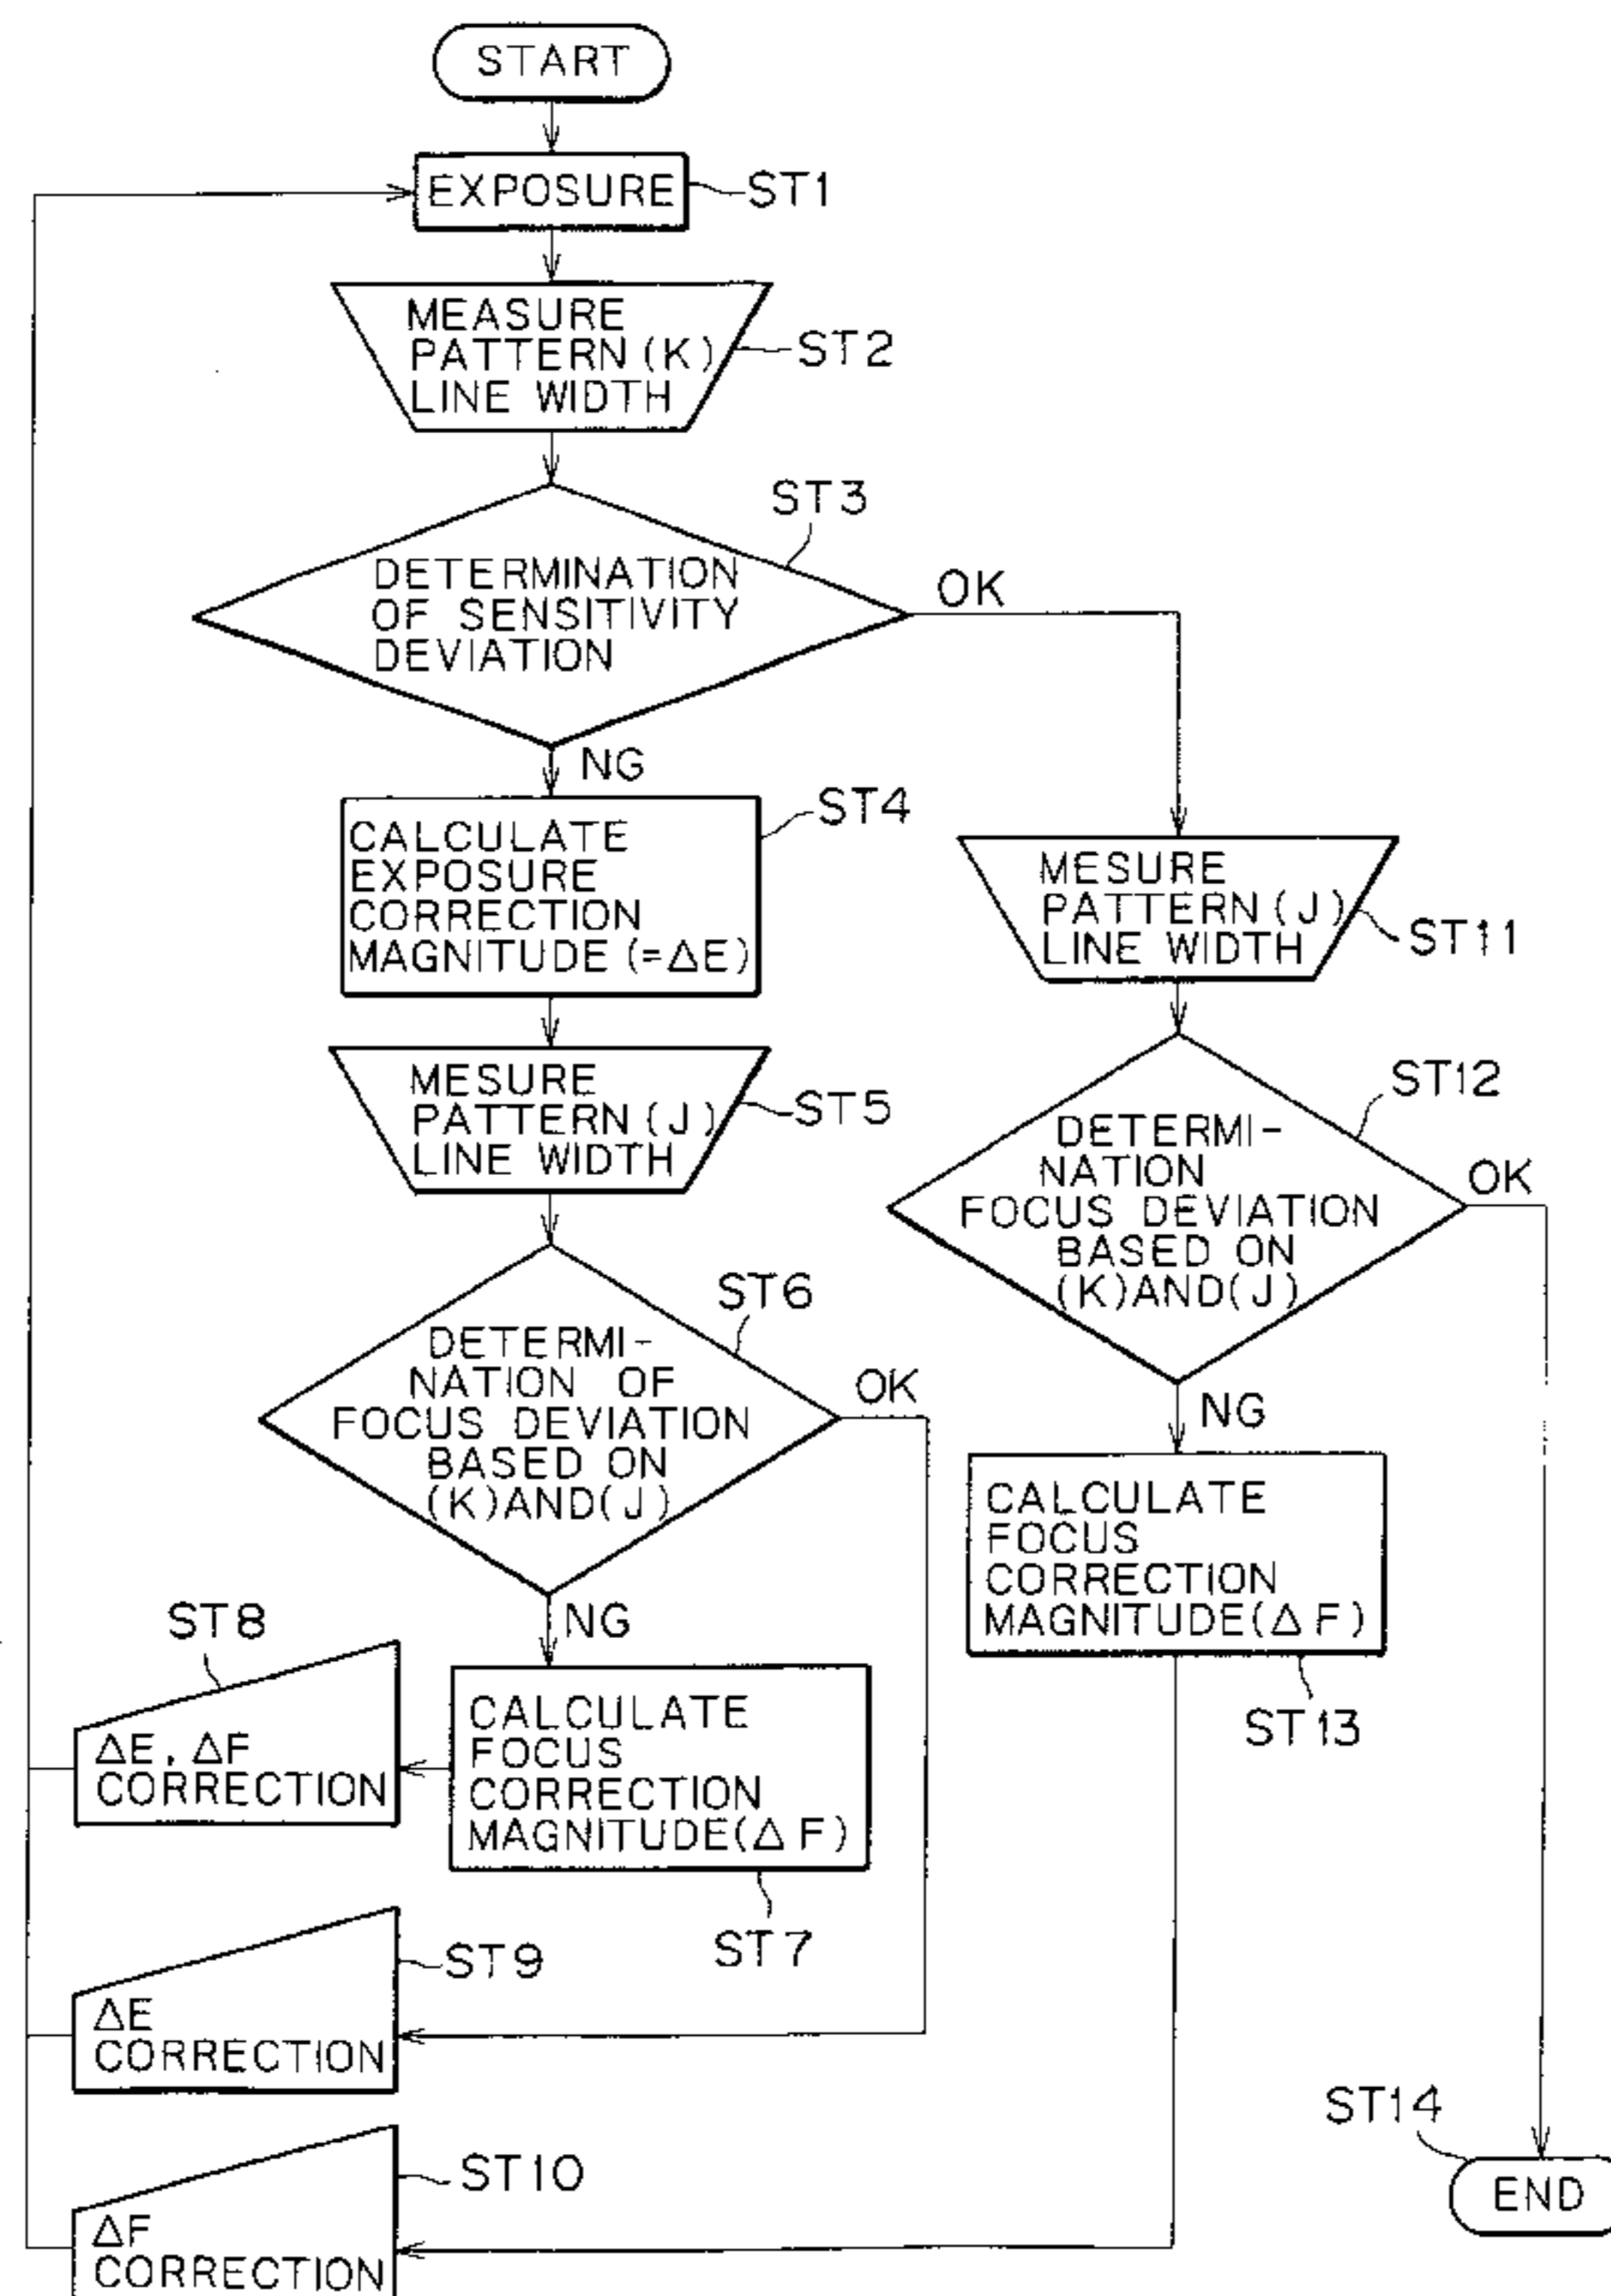 START
EXPOSURE
ST1
MEASURE
PATTERN(K)
LINE WIDTH
ST2
ST3
DETERMINATION
OF SENSITIVITY
DEVIATION
OK
NG
ST4
CALCULATE
EXPOSURE
CORRECTION
MAGNITUDE (=ΔE)
MESURE
PATTERN(J)
LINE WIDTH
ST5
ST6
DETERMI-
NATION OF
FOCUS DEVIATION
BASED ON
(K)AND(J)
OK
NG
ST8
ΔE, ΔF
CORRECTION
CALCULATE
FOCUS
CORRECTION
MAGNITUDE(ΔF)
ST7
ST9
ΔE
CORRECTION
ST10
ΔF
CORRECTION
MESURE
PATTERN(J)
LINE WIDTH
ST11
ST12
DETERMI-
NATION
FOCUS DEVIATION
BASED ON
(K)AND(J)
OK
NG
CALCULATE
FOCUS
CORRECTION
MAGNITUDE(ΔF)
ST13
ST14
END